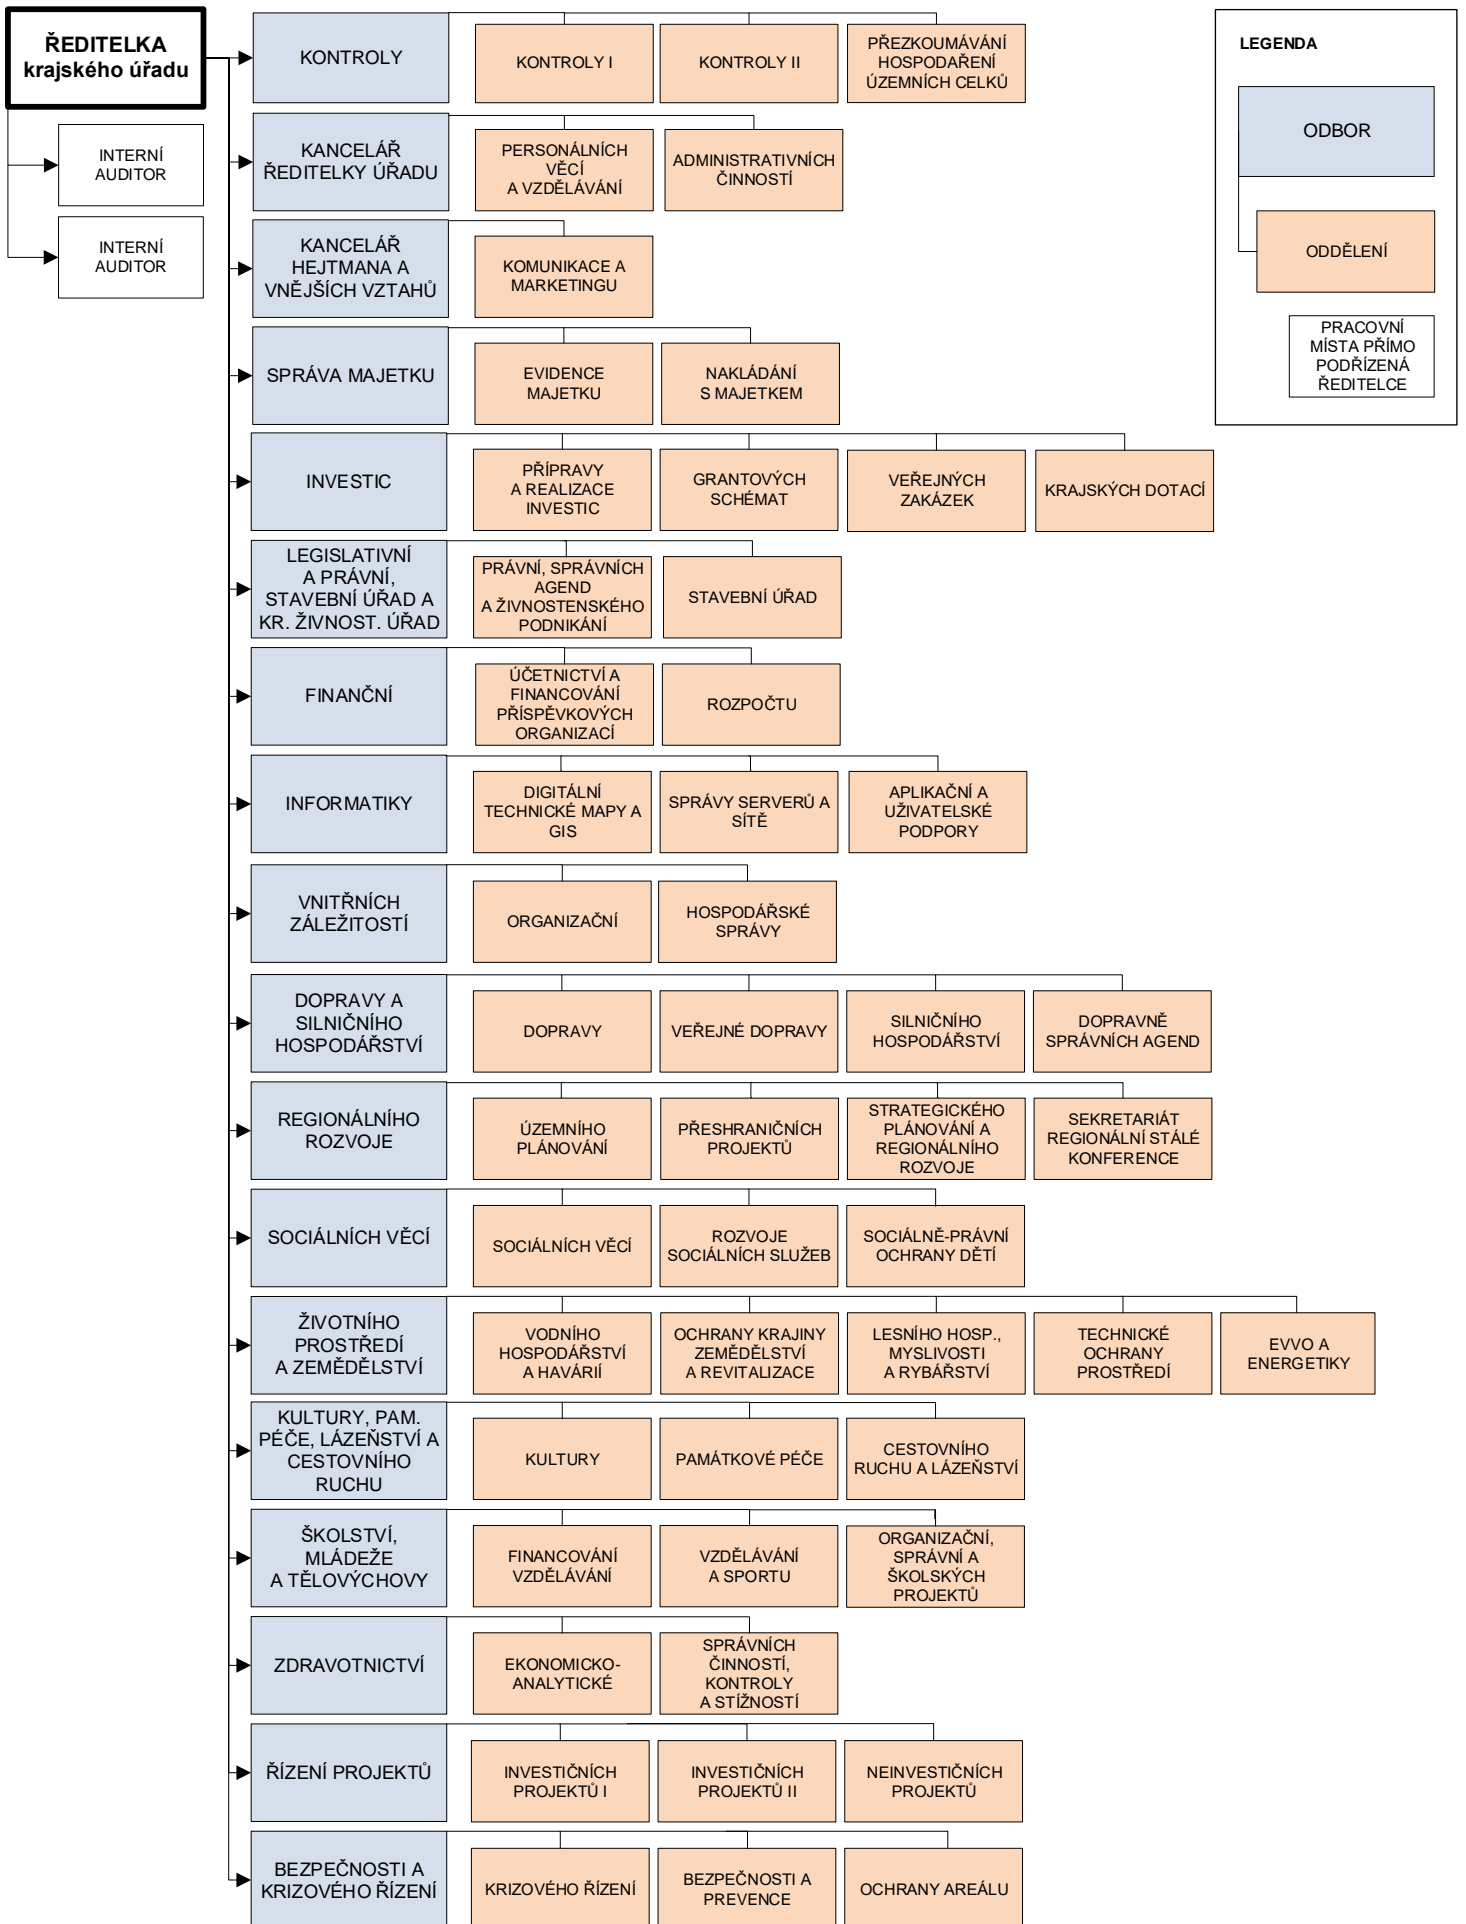 ŘEDITELKA
krajského úřadu
INTERNÍ
AUDITOR
INTERNÍ
AUDITOR
KONTROLY
KONTROLY I
KONTROLY II
PŘEZKOUMÁVÁNÍ
HOSPODAŘENÍ
ÚZEMNÍCH CELKŮ
LEGENDA
ODBOR
ODDĚLENÍ
PRACOVNÍ
MÍSTA PŘÍMO
PODŘÍZENÁ
ŘEDITELCE
KANCELÁŘ
ŘEDITELKY ÚŘADU
PERSONÁLNÍCH
VĚCÍ
A VZDĚLÁVÁNÍ
ADMINISTRATIVNÍCH
ČINNOSTÍ
KANCELÁŘ
HEJTMANA A
VNĚJŠÍCH VZTAHŮ
KOMUNIKACE A
MARKETINGU
SPRÁVA MAJETKU
EVIDENCE
MAJETKU
NAKLÁDÁNÍ
S MAJETKEM
INVESTIC
PŘÍPRAVY
A REALIZACE
INVESTIC
GRANTOVÝCH
SCHÉMAT
VEŘEJNÝCH
ZAKÁZEK
KRAJSKÝCH DOTACÍ
LEGISLATIVNÍ
A PRÁVNÍ,
STAVEBNÍ ÚŘAD A
KR. ŽIVNOST. ÚŘAD
PRÁVNÍ, SPRÁVNÍCH
AGEND
A ŽIVNOSTENSKÉHO
PODNIKÁNÍ
STAVEBNÍ ÚŘAD
FINANČNÍ
ÚČETNICTVÍ A
FINANCOVÁNÍ
PŘÍSPĚVKOVÝCH
ORGANIZACÍ
ROZPOČTU
INFORMATIKY
DIGITÁLNÍ
TECHNICKÉ MAPY A
GIS
SPRÁVY SERVERŮ A
SÍTĚ
APLIKAČNÍ A
UŽIVATELSKÉ
PODPORY
VNITŘNÍCH
ZÁLEŽITOSTÍ
ORGANIZAČNÍ
HOSPODÁŘSKÉ
SPRÁVY
DOPRAVY A
SILNIČNÍHO
HOSPODÁŘSTVÍ
DOPRAVY
VEŘEJNÉ DOPRAVY
SILNIČNÍHO
HOSPODÁŘSTVÍ
DOPRAVNĚ
SPRÁVNÍCH AGEND
REGIONÁLNÍHO
ROZVOJE
ÚZEMNÍHO
PLÁNOVÁNÍ
PŘESHRANIČNÍCH
PROJEKTŮ
STRATEGICKÉHO
PLÁNOVÁNÍ A
REGIONÁLNÍHO
ROZVOJE
SEKRETARIÁT
REGIONÁLNÍ STÁLÉ
KONFERENCE
SOCIÁLNÍCH VĚCÍ
SOCIÁLNÍCH VĚCÍ
ROZVOJE
SOCIÁLNÍCH SLUŽEB
SOCIÁLNĚ-PRÁVNÍ
OCHRANY DĚTÍ
ŽIVOTNÍHO
PROSTŘEDÍ
A ZEMĚDĚLSTVÍ
VODNÍHO
HOSPODÁŘSTVÍ
A HAVÁRIÍ
OCHRANY KRAJINY
ZEMĚDĚLSTVÍ
A REVITALIZACE
LESNÍHO HOSP.,
MYSLIVOSTI
A RYBÁŘSTVÍ
TECHNICKÉ
OCHRANY
PROSTŘEDÍ
EVVO A
ENERGETIKY
KULTURY, PAM.
PÉČE, LÁZEŇSTVÍ A
CESTOVNÍHO
RUCHU
KULTURY
PAMÁTKOVÉ PÉČE
CESTOVNÍHO
RUCHU A LÁZEŇSTVÍ
ŠKOLSTVÍ,
MLÁDEŽE
A TĚLOVÝCHOVY
FINANCOVÁNÍ
VZDĚLÁVÁNÍ
VZDĚLÁVÁNÍ
A SPORTU
ORGANIZAČNÍ,
SPRÁVNÍ A
ŠKOLSKÝCH
PROJEKTŮ
ZDRAVOTNICTVÍ
EKONOMICKO-
ANALYTICKÉ
SPRÁVNÍCH
ČINNOSTÍ,
KONTROLY
A STÍŽNOSTÍ
ŘÍZENÍ PROJEKTŮ
INVESTIČNÍCH
PROJEKTŮ I
INVESTIČNÍCH
PROJEKTŮ II
NEINVESTIČNÍCH
PROJEKTŮ
BEZPEČNOSTI A
KRIZOVÉHO ŘÍZENÍ
KRIZOVÉHO ŘÍZENÍ
BEZPEČNOSTI A
PREVENCE
OCHRANY AREÁLU